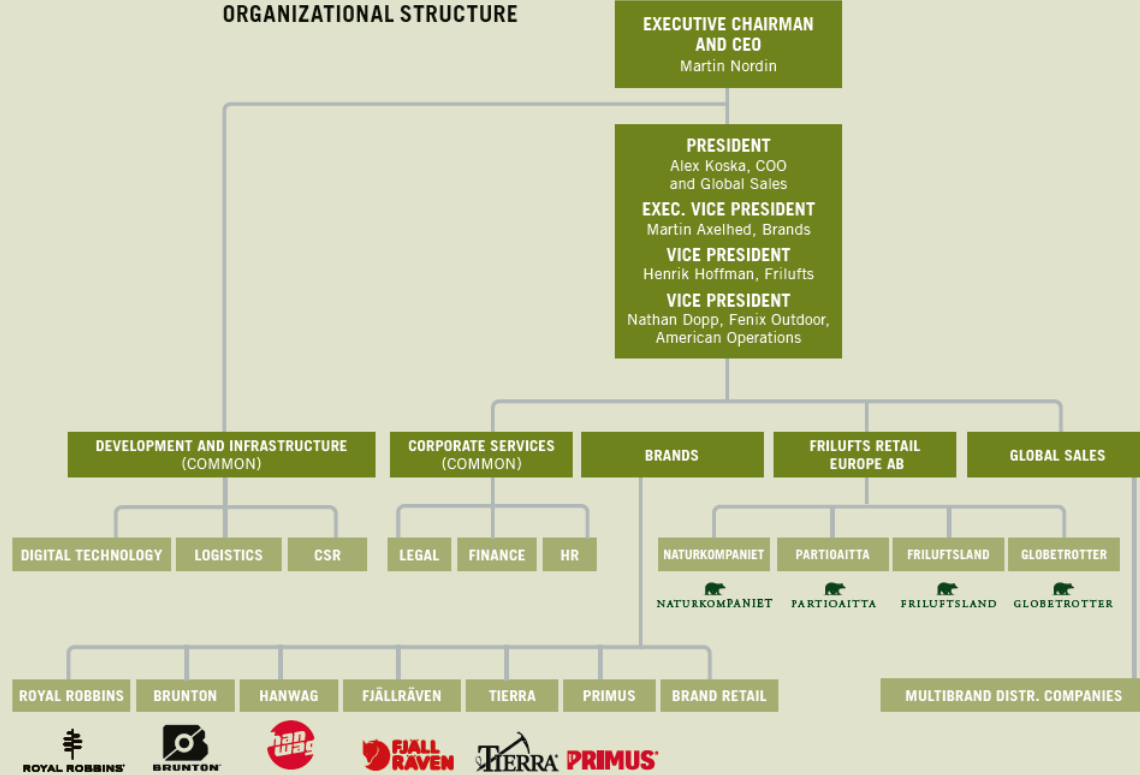 ORGANIZATIONAL STRUCTURE
EXECUTIVE CHAIRMAN
AND CEO
Martin Nordin
PRESIDENT
Alex Koska, COO
and Global Sales
EXEC. VICE PRESIDENT
Martin Axelhed, Brands
VICE PRESIDENT
Henrik Hoffman, Frilufts
VICE PRESIDENT
Nathan Dopp, Fenix Outdoor,
American Operations
DEVELOPMENT AND INFRASTRUCTURE
(COMMON)
CORPORATE SERVICES
(COMMON)
BRANDS
FRILUFTS RETAIL
EUROPE AB
GLOBAL SALES
DIGITAL TECHNOLOGY
LOGISTICS
CSR
LEGAL
FINANCE
HR
NATURKOMPANIET
PARTIOAITTA
FRILUFTSLAND
GLOBETROTTER
NATURKOMPANIET
PARTIOAITTA
FRILUFTSLAND
GLOBETROTTER
ROYAL ROBBINS
BRUNTON
HANWAG
FJÄLLRÄVEN
TIERRA
PRIMUS
BRAND RETAIL
MULTIBRAND DISTR. COMPANIES
ROYAL ROBBINS
BRUNTON
han
wag
FJÄLL
RÄVEN
TIERRA
PRIMUS